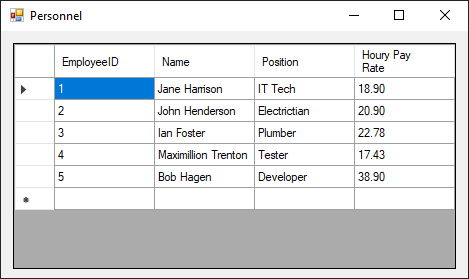 Personnel
EmployeeID Name Position Houry Pay
Rate
1 Jane Harrison IT Tech 18.90
2 John Henderson Electrictian 20.90
3 Ian Foster Plumber 22.78
4 Maximillion Trenton Tester 17.43
5 Bob Hagen Developer 38.90